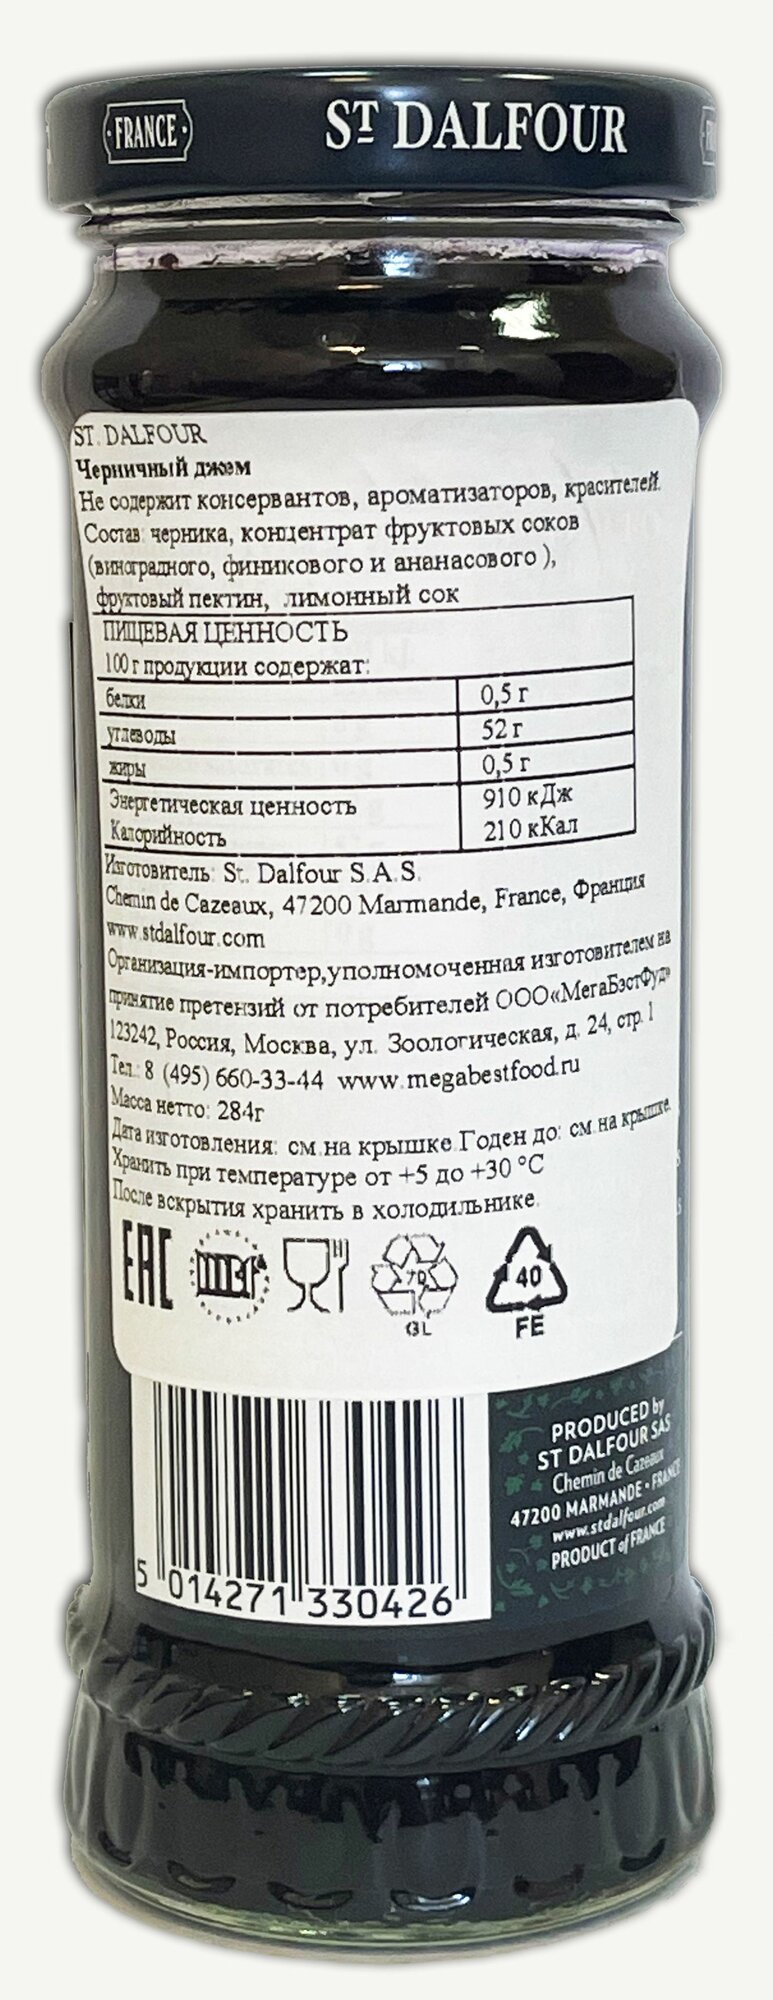 FRANCE ST DALFOUR
ST. DALFOUR
Черничный джем
Не содержит консервантов, ароматизаторов, красителей.
Состав: черника, концентрат фруктовых соков
(виноградного, финикового и ананасового ),
фруктовый пектин, лимонный сок
ПИЩЕВАЯ ЦЕННОСТЬ
100 г продукции содержат:
белки 0,5 г
углеводы 52 г
жиры 0,5 г
Энергетическая ценность 910 кДж
Калорийность 210 кКал
Изготовитель: St. Dalfour S.A.S.
Chemin de Cazeaux, 47200 Marmande, France, Франция
www.stdalfour.com
Организация-импортер,уполномоченная изготовителем на
принятие претензий от потребителей ООО«МегаБэстФуд»
123242, Россия, Москва, ул. Зоологическая, д. 24, стр. 1
Тел.: 8 (495) 660-33-44 www.megabestfood.ru
Масса нетто: 284г
Дата изготовления: см.на крышке.Годен до: см.на крышке.
Хранить при температуре от +5 до +30 °C
После вскрытия хранить в холодильнике.
EAC
70 40
GL FE
PRODUCED by
ST DALFOUR SAS
Chemin de Cazeaux
47200 MARMANDE - FRANCE
www.stdalfour.com
PRODUCT of FRANCE
5 014271 330426